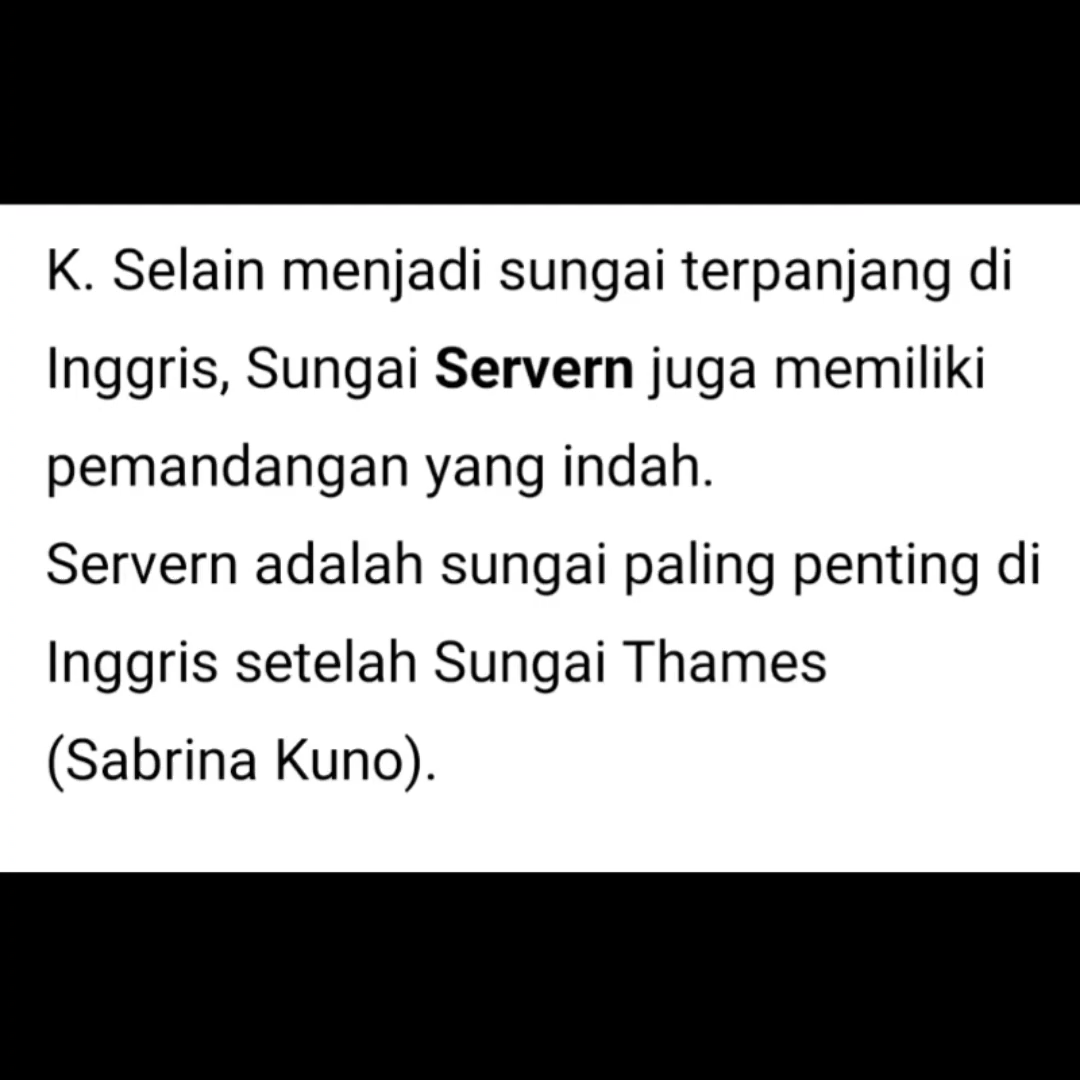 K. Selain menjadi sungai terpanjang di
Inggris, Sungai Servern juga memiliki
pemandangan yang indah.
Servern adalah sungai paling penting di
Inggris setelah Sungai Thames
(Sabrina Kuno).